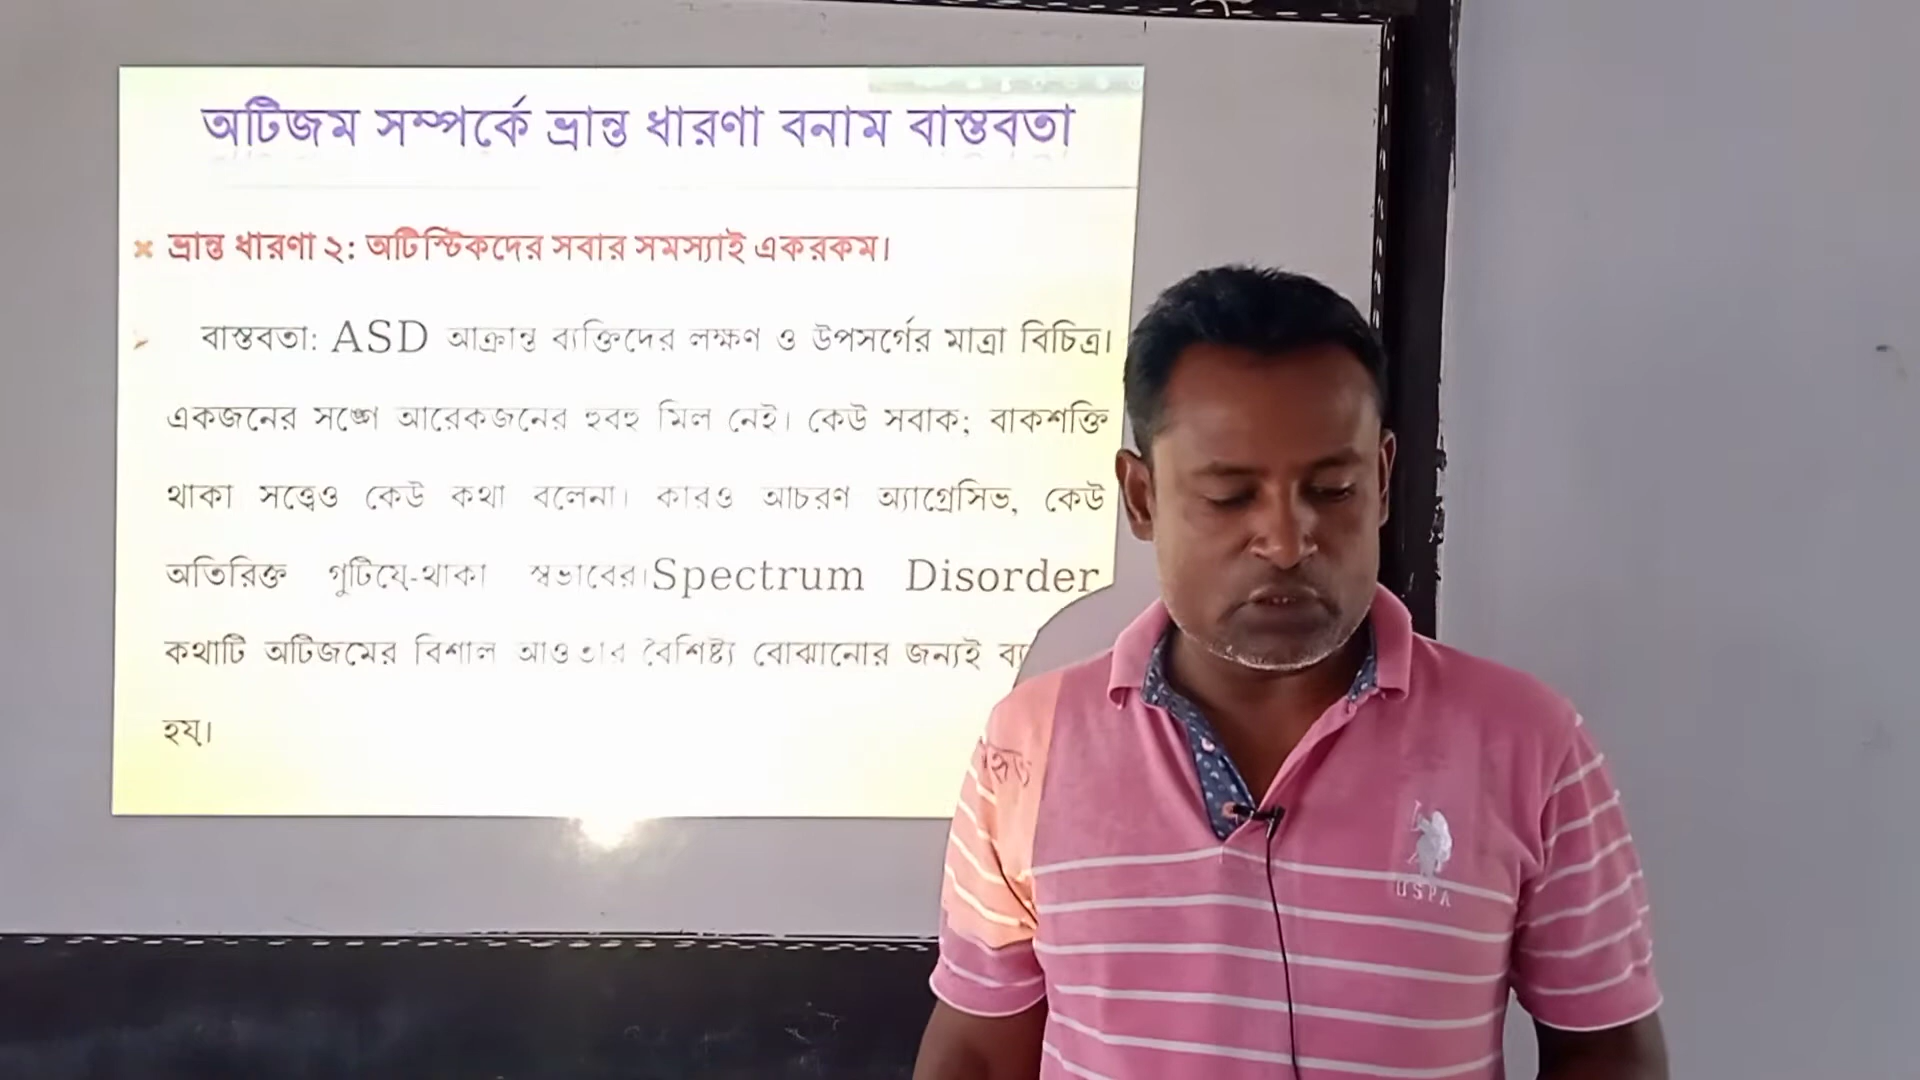 অটিজম সম্পর্কে ভ্রান্ত ধারণা বনাম বাস্তবতা
ভ্রান্ত ধারণা ২: অটিস্টিকদের সবার সমস্যাই একরকম।
বাস্তবতা: ASD আক্রান্ত ব্যক্তিদের লক্ষণ ও উপসর্গের মাত্রা বিচিত্র।
একজনের সঙ্গে আরেকজনের হুবহু মিল নেই। কেউ সবাক; বাকশক্তি
থাকা সত্ত্বেও কেউ কথা বলেনা। কারও আচরণ অ্যাগ্রেসিভ, কেউ
অতিরিক্ত গুটিয়ে-থাকা স্বভাবের।Spectrum Disorder
কথাটি অটিজমের বিশাল আওতার বৈশিষ্ট্য বোঝানোর জন্যই
হয়।
USPA